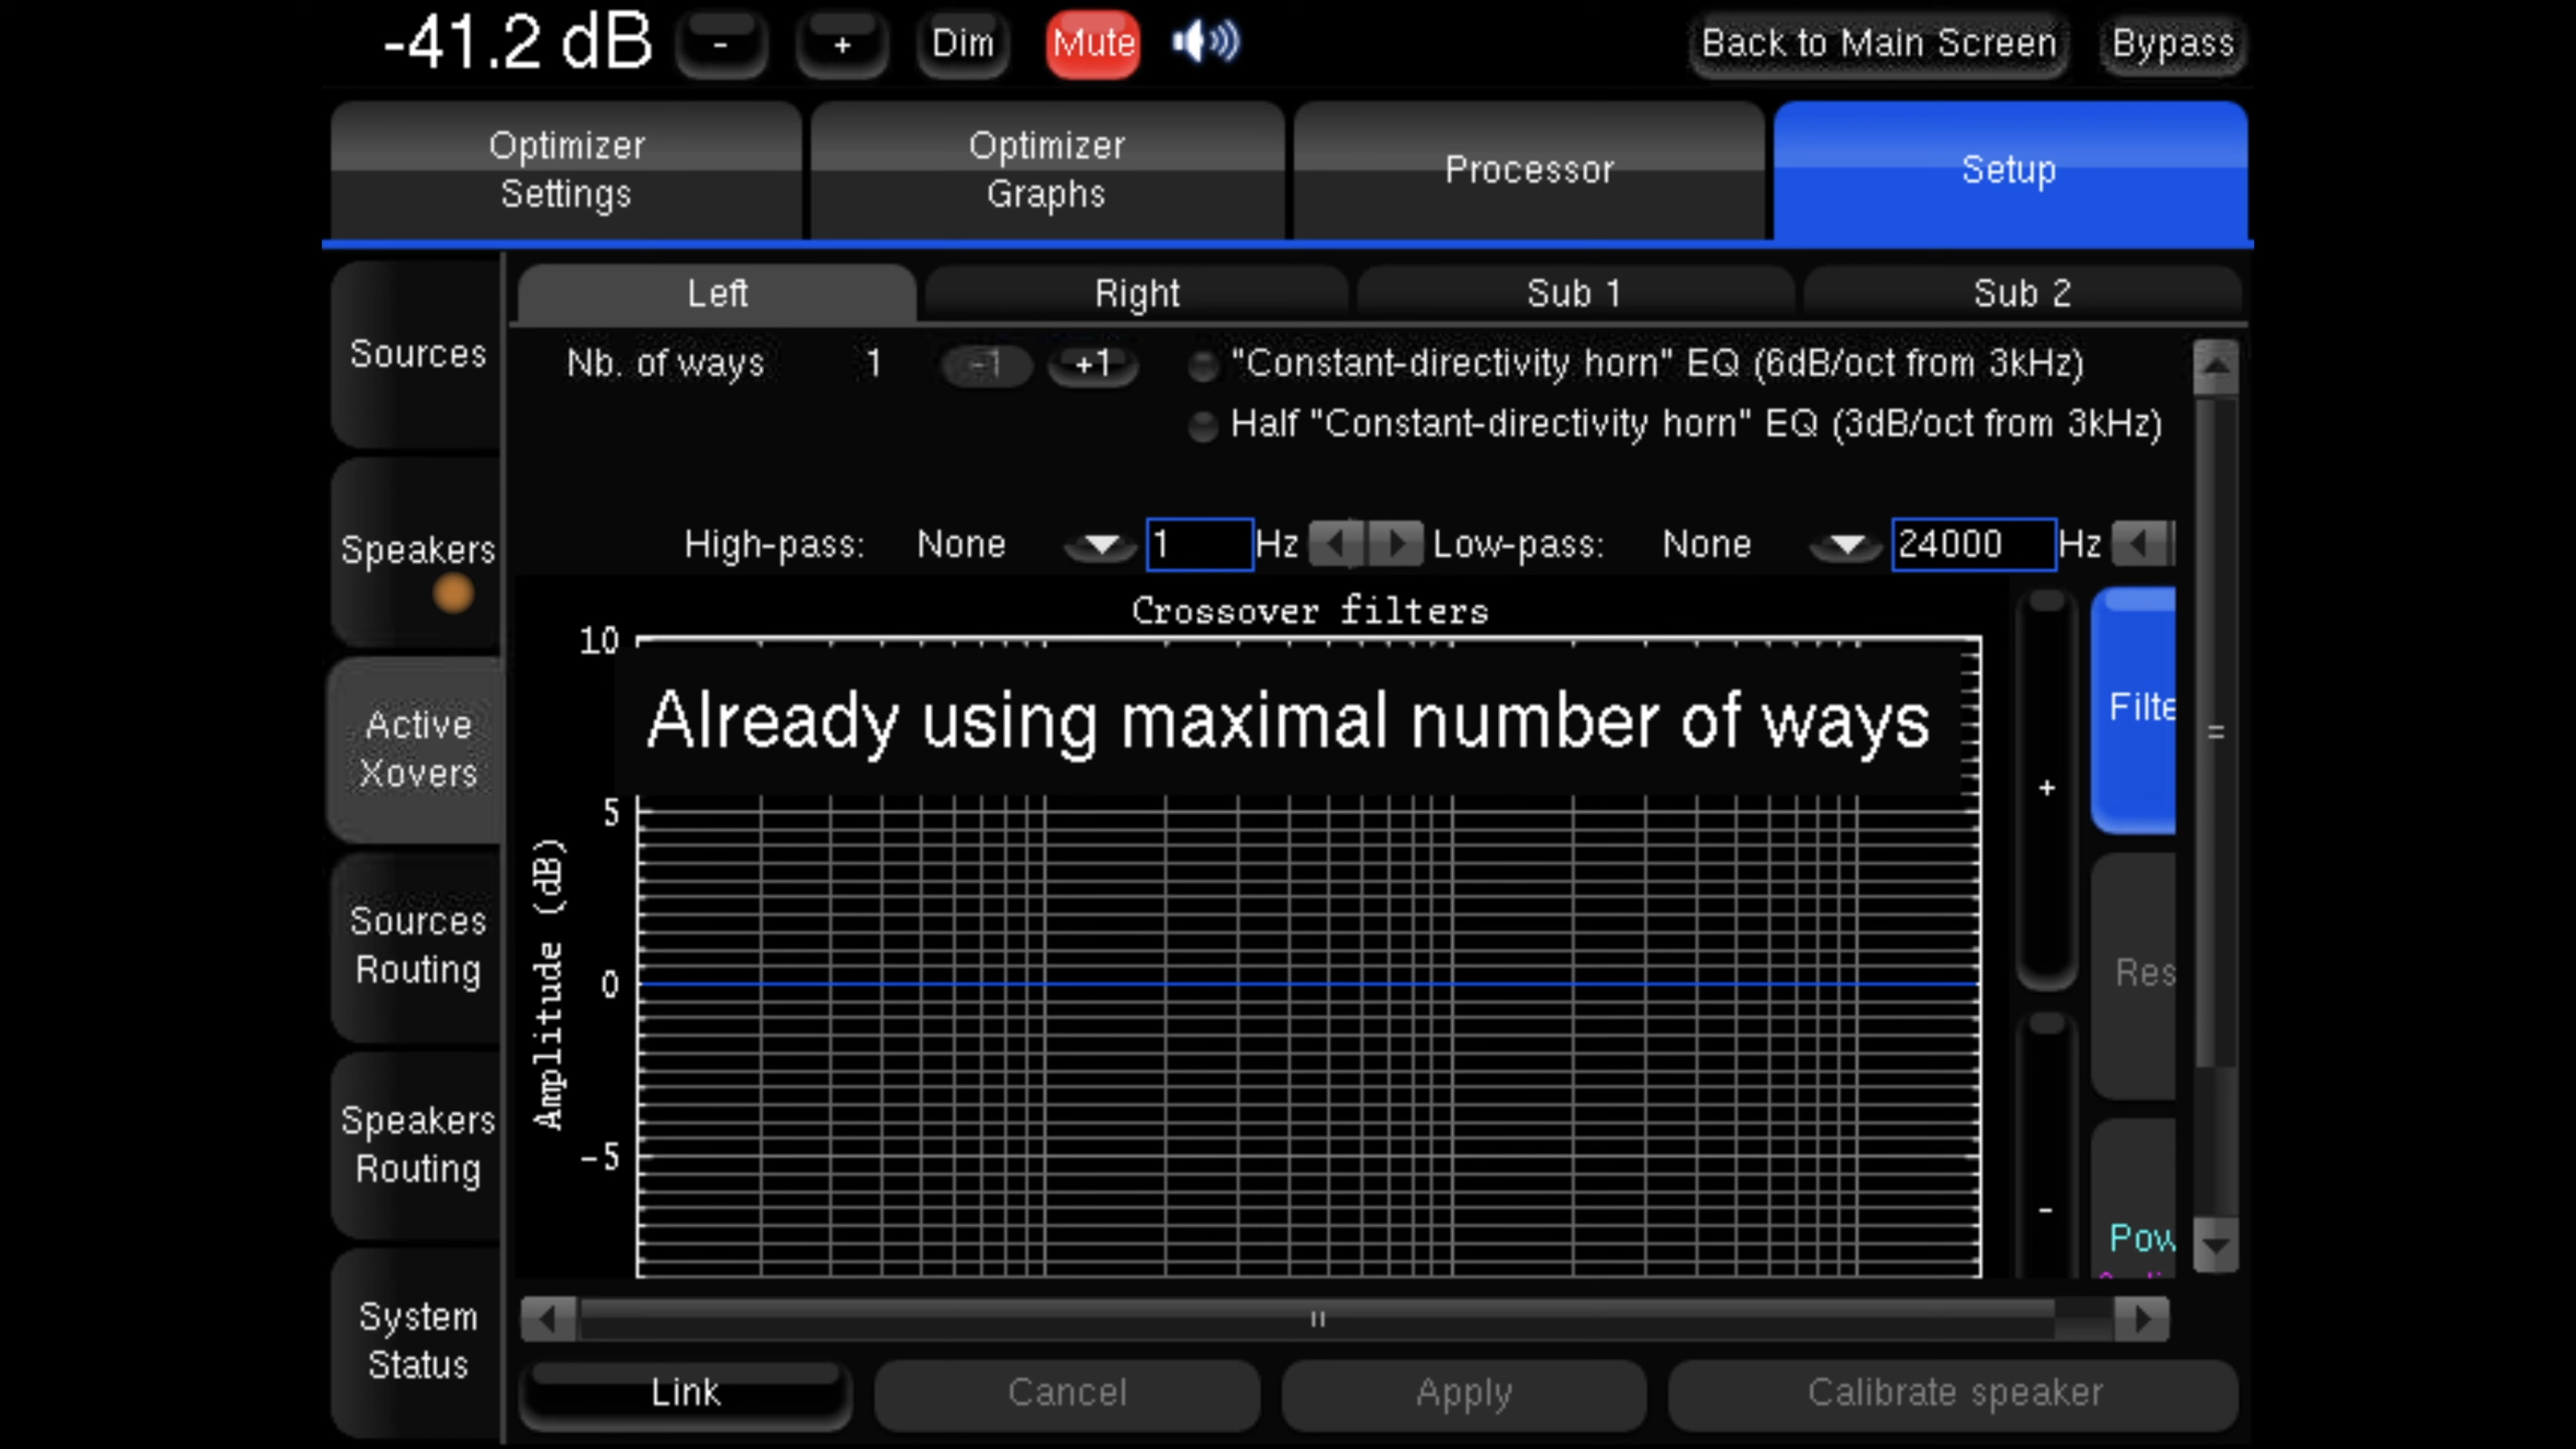 -41.2 dB - + Dim Mute Back to Main Screen Bypass
Optimizer Settings
Optimizer Graphs
Processor
Setup
Left Right Sub 1 Sub 2
Sources
Speakers
Active Xovers
Sources Routing
Speakers Routing
System Status
Nb. of ways 1 -1 +1 "Constant-directivity horn" EQ (6dB/oct from 3kHz)
Half "Constant-directivity horn" EQ (3dB/oct from 3kHz)
High-pass: None 1 Hz Low-pass: None 24000 Hz
Crossover filters
10
Already using maximal number of ways
5
0
-5
Amplitude (dB)
+
-
Filte
Res
Pow
Link Cancel Apply Calibrate speaker